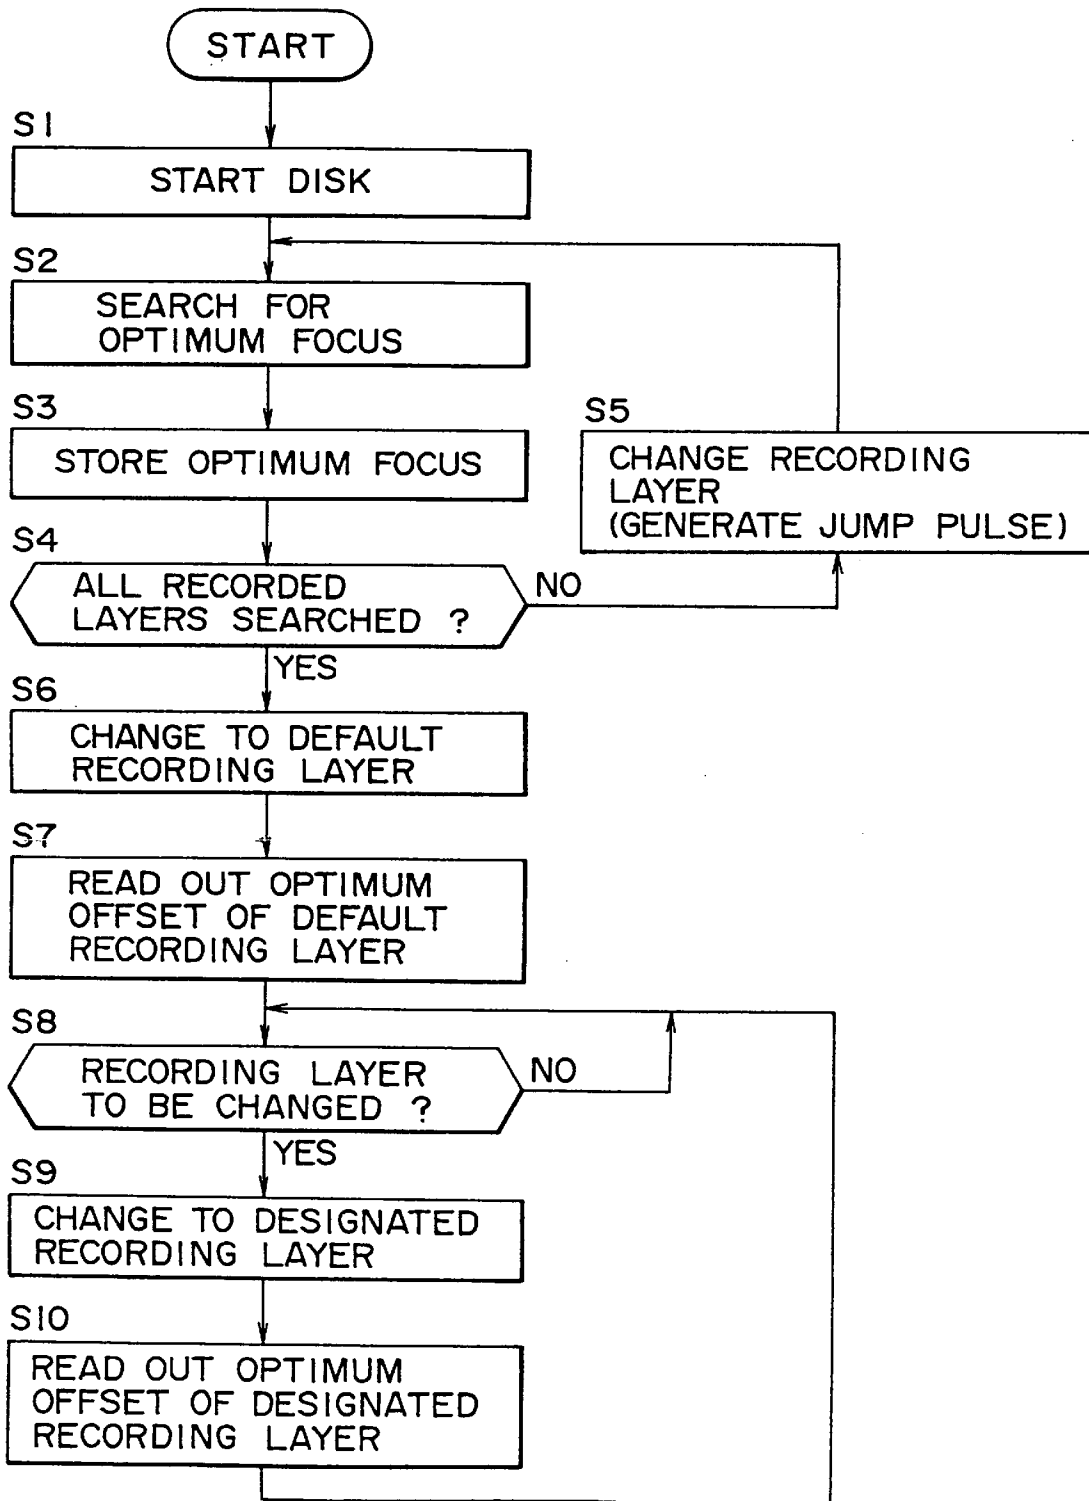 START
S1
START DISK
S2
SEARCH FOR
OPTIMUM FOCUS
S3
STORE OPTIMUM FOCUS
S5
CHANGE RECORDING
LAYER
(GENERATE JUMP PULSE)
S4
ALL RECORDED
LAYERS SEARCHED ?
NO
YES
S6
CHANGE TO DEFAULT
RECORDING LAYER
S7
READ OUT OPTIMUM
OFFSET OF DEFAULT
RECORDING LAYER
S8
RECORDING LAYER
TO BE CHANGED ?
NO
YES
S9
CHANGE TO DESIGNATED
RECORDING LAYER
S10
READ OUT OPTIMUM
OFFSET OF DESIGNATED
RECORDING LAYER